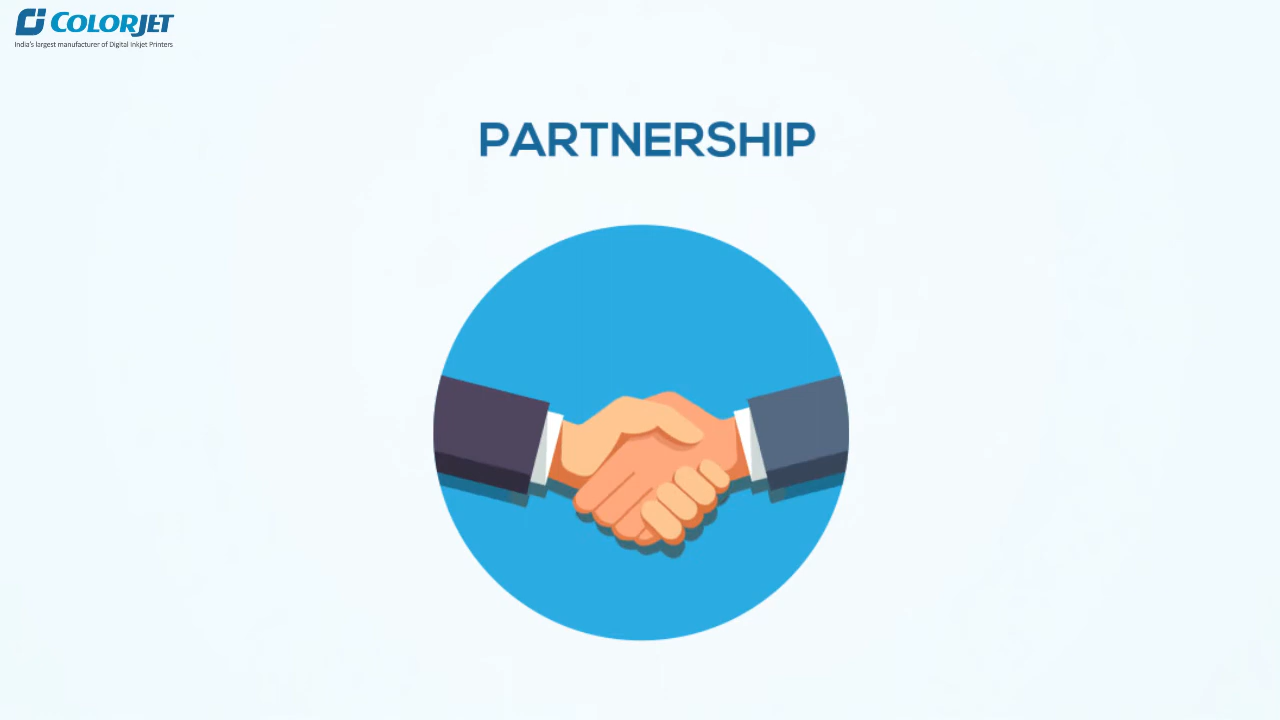 COLORJET
India's largest manufacturer of Digital Inkjet Printers
PARTNERSHIP